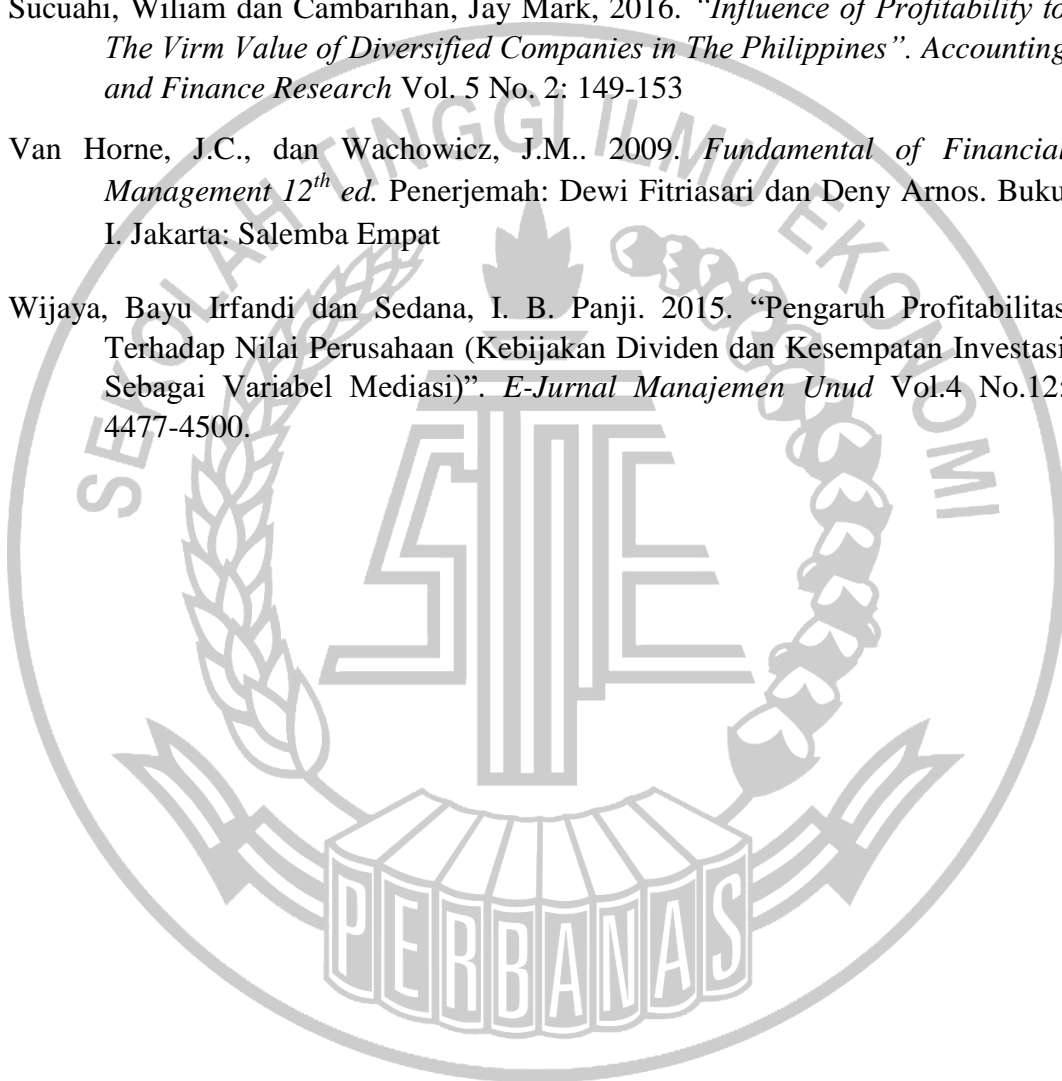 Sucuahi, Wiliam dan Cambarihan, Jay Mark, 2016. “Influence of Profitability to
The Virm Value of Diversified Companies in The Philippines”. Accounting
and Finance Research Vol. 5 No. 2: 149-153
Van Horne, J.C., dan Wachowicz, J.M.. 2009. Fundamental of Financial
Management 12th ed. Penerjemah: Dewi Fitriasari dan Deny Arnos. Buku
I. Jakarta: Salemba Empat
Wijaya, Bayu Irfandi dan Sedana, I. B. Panji. 2015. “Pengaruh Profitabilitas
Terhadap Nilai Perusahaan (Kebijakan Dividen dan Kesempatan Investasi
Sebagai Variabel Mediasi)”. E-Jurnal Manajemen Unud Vol.4 No.12:
4477-4500.
SEKOLAH TINGGI ILMU EKONOMI
STIE
PERBANAS